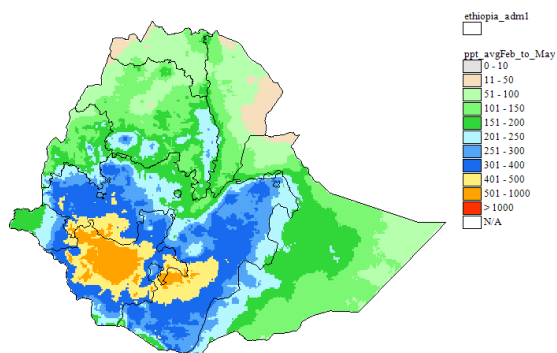 ethiopia_adm1
ppt_avgFeb_to_May
0 - 10
11 - 50
51 - 100
101 - 150
151 - 200
201 - 250
251 - 300
301 - 400
401 - 500
501 - 1000
> 1000
N/A